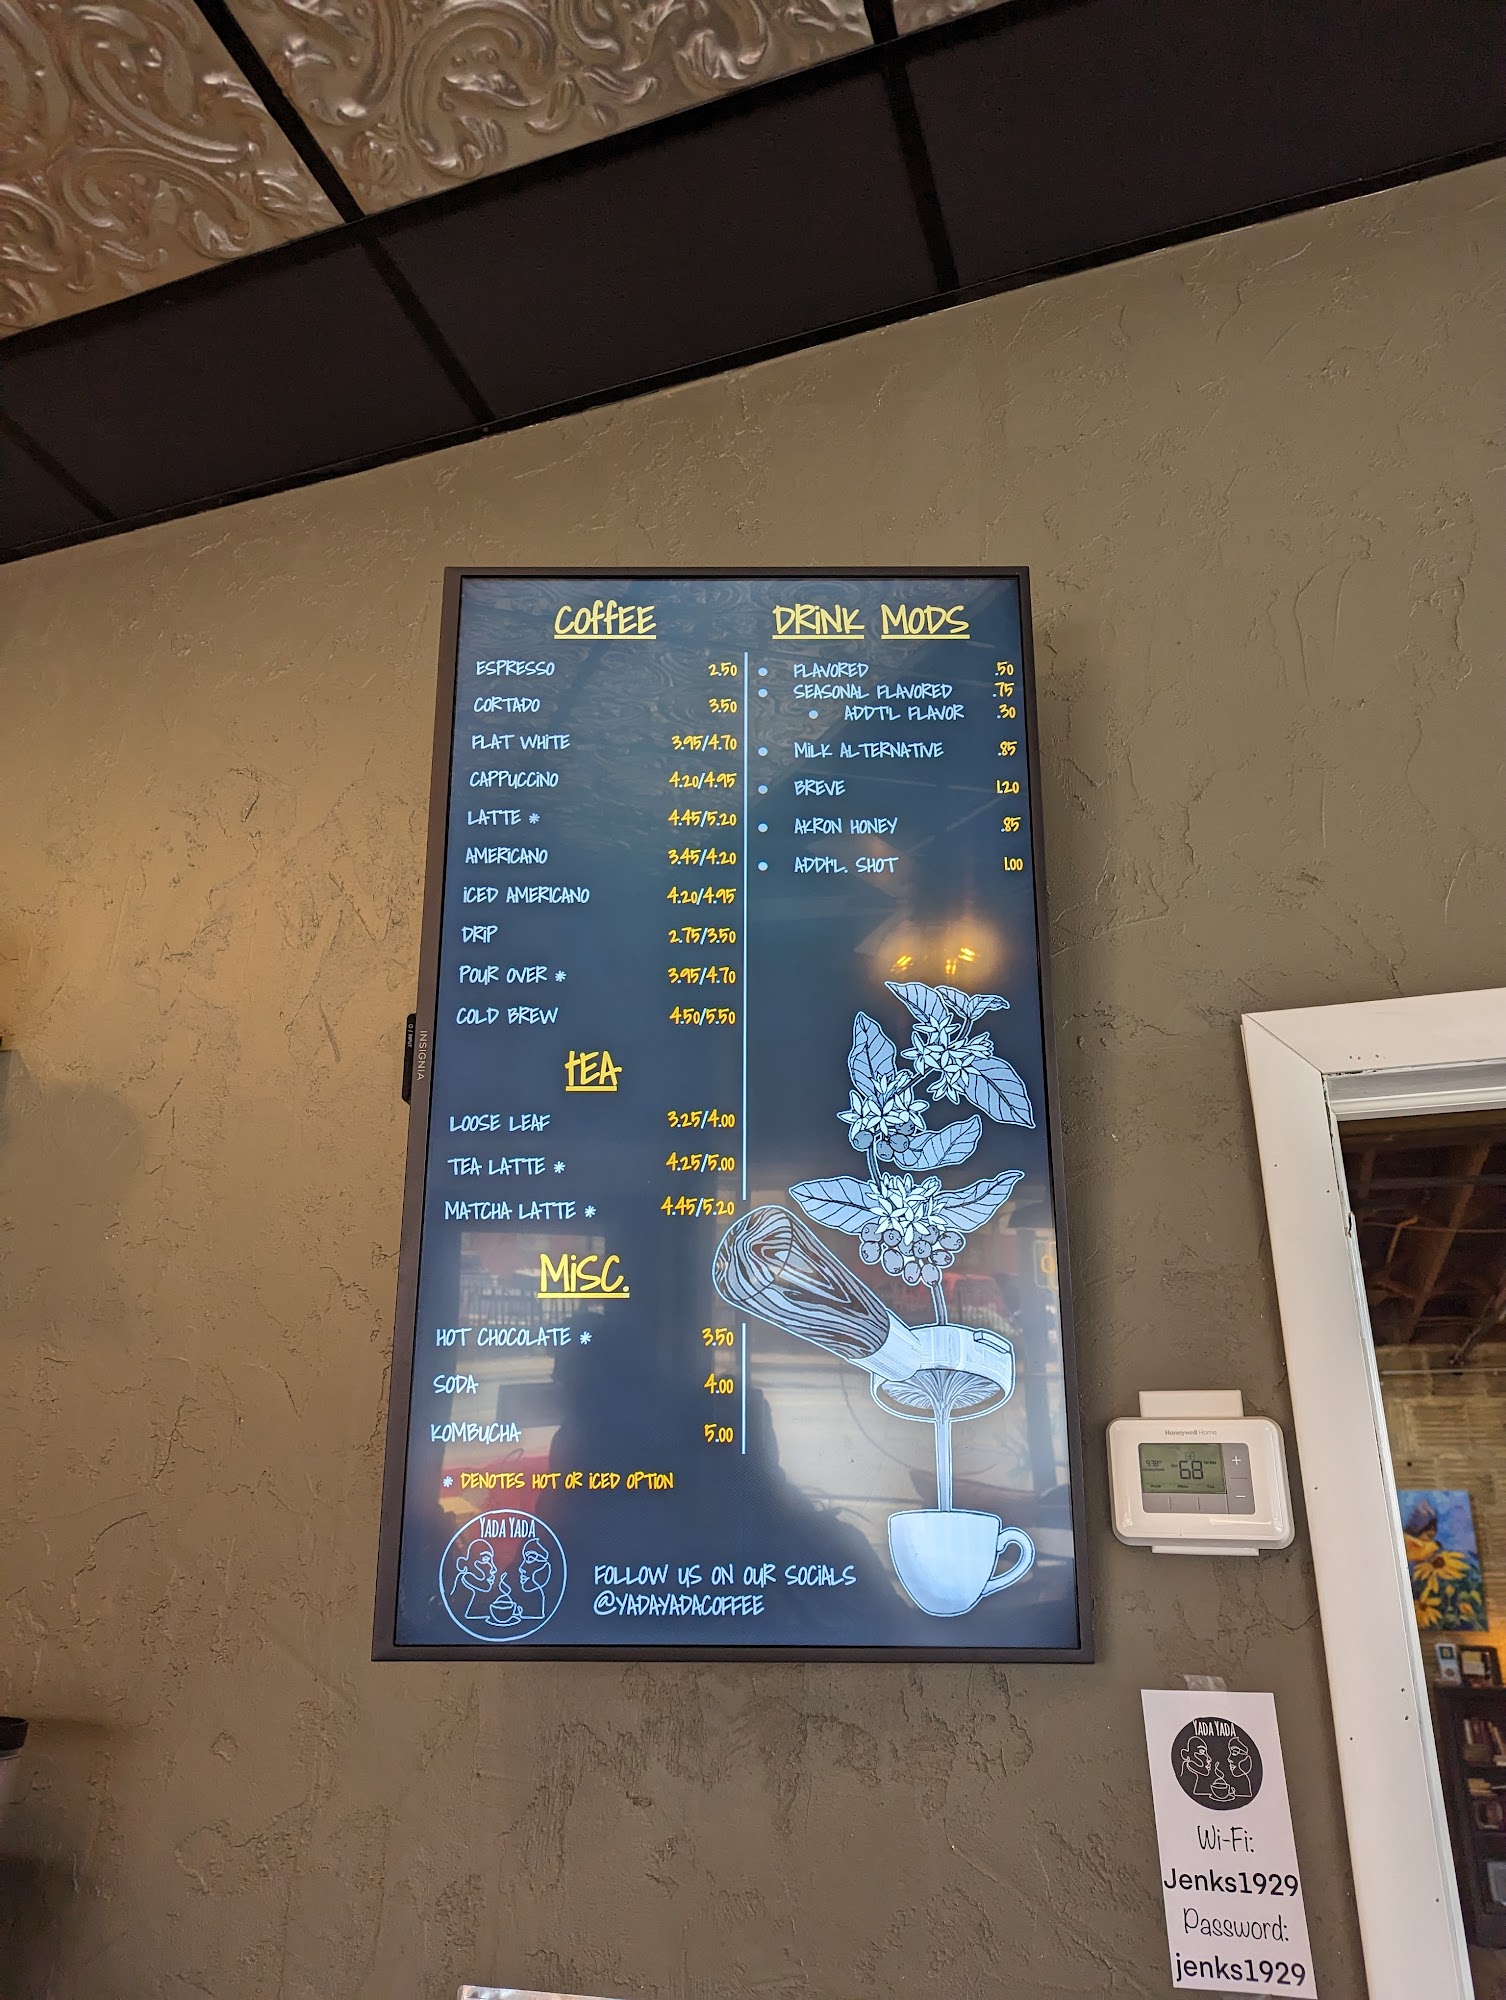 COFFEE
ESPRESSO 2.50
CORTADO 3.50
FLAT WHITE 3.95/4.70
CAPPUCCINO 4.20/4.95
LATTE * 4.45/5.20
AMERICANO 3.45/4.20
ICED AMERICANO 4.20/4.95
DRIP 2.75/3.50
POUR OVER * 3.95/4.70
COLD BREW 4.50/5.50
TEA
LOOSE LEAF 3.25/4.00
TEA LATTE * 4.25/5.00
MATCHA LATTE * 4.45/5.20
MISC.
HOT CHOCOLATE * 3.50
SODA 4.00
KOMBUCHA 5.00
* DENOTES HOT OR ICED OPTION
DRINK MODS
• FLAVORED .50
• SEASONAL FLAVORED .75
• ADDT'L FLAVOR .30
• MILK ALTERNATIVE .85
• BREVE 1.20
• AKRON HONEY .85
• ADDT'L. SHOT 1.00
YADA YADA
FOLLOW US ON OUR SOCIALS
@YADAYADACOFFEE
INSIGNIA
Honeywell Home
68
YADA YADA
Wi-Fi:
Jenks1929
Password:
jenks1929